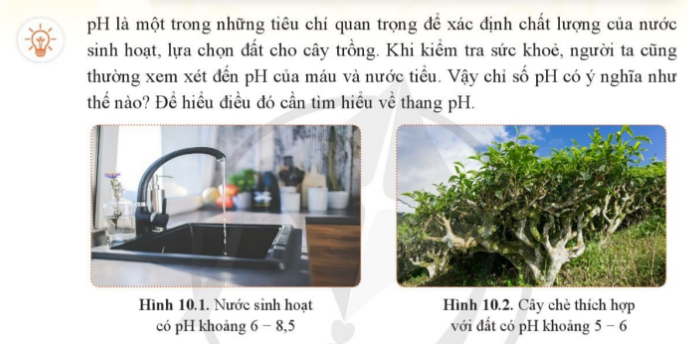 pH là một trong những tiêu chí quan trọng để xác định chất lượng của nước
sinh hoạt, lựa chọn đất cho cây trồng. Khi kiểm tra sức khoẻ, người ta cũng
thường xem xét đến pH của máu và nước tiểu. Vậy chỉ số pH có ý nghĩa như
thế nào? Để hiểu điều đó cần tìm hiểu về thang pH.
Hình 10.1. Nước sinh hoạt
có pH khoảng 6 – 8,5
Hình 10.2. Cây chè thích hợp
với đất có pH khoảng 5 – 6